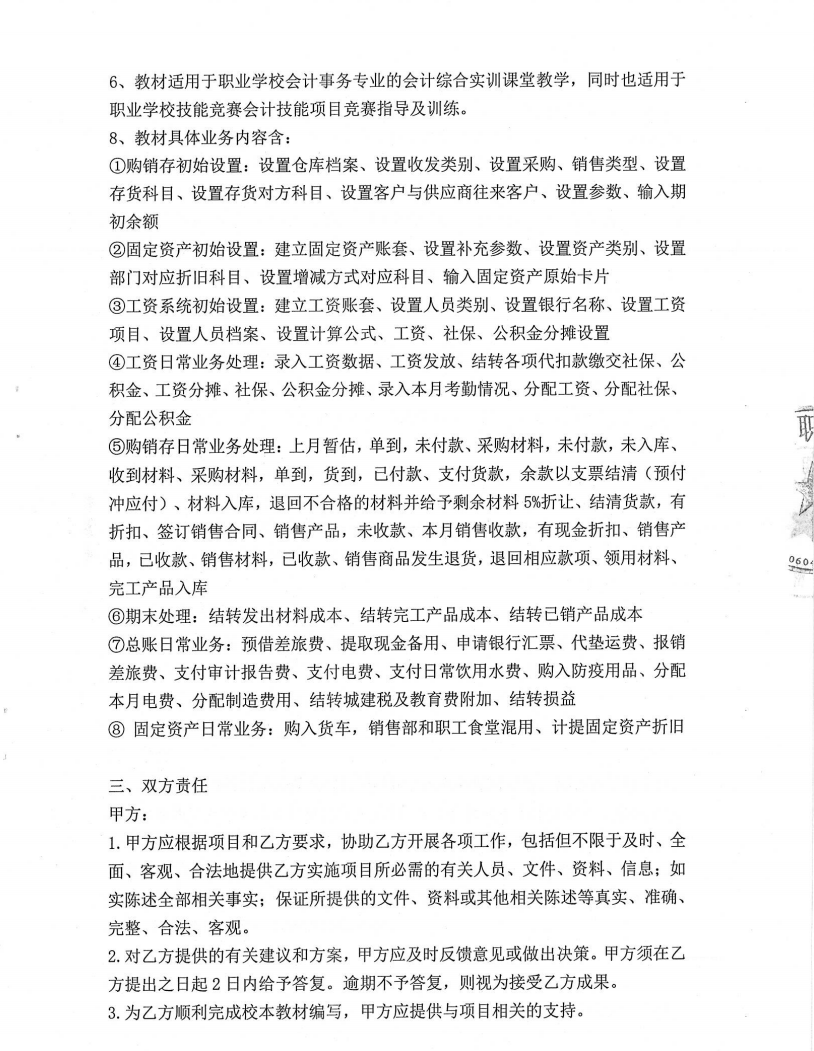 6、教材适用于职业学校会计事务专业的会计综合实训课堂教学，同时也适用于
职业学校技能竞赛会计技能项目竞赛指导及训练。
8、教材具体业务内容含：
①购销存初始设置：设置仓库档案、设置收发类别、设置采购、销售类型、设置
存货科目、设置存货对方科目、设置客户与供应商往来客户、设置参数、输入期
初余额
②固定资产初始设置：建立固定资产账套、设置补充参数、设置资产类别、设置
部门对应折旧科目、设置增减方式对应科目、输入固定资产原始卡片
③工资系统初始设置：建立工资账套、设置人员类别、设置银行名称、设置工资
项目、设置人员档案、设置计算公式、工资、社保、公积金分摊设置
④工资日常业务处理：录入工资数据、工资发放、结转各项代扣款缴交社保、公
积金、工资分摊、社保、公积金分摊、录入本月考勤情况、分配工资、分配社保、
分配公积金
⑤购销存日常业务处理：上月暂估，单到，未付款、采购材料，未付款，未入库、
收到材料、采购材料，单到，货到，已付款、支付货款，余款以支票结清（预付
冲应付）、材料入库，退回不合格的材料并给予剩余材料 5%折让、结清货款，有
折扣、签订销售合同、销售产品，未收款、本月销售收款，有现金折扣、销售产
品，已收款、销售材料，已收款、销售商品发生退货，退回相应款项、领用材料、
完工产品入库
⑥期末处理：结转发出材料成本、结转完工产品成本、结转已销产品成本
⑦总账日常业务：预借差旅费、提取现金备用、申请银行汇票、代垫运费、报销
差旅费、支付审计报告费、支付电费、支付日常饮用水费、购入防疫用品、分配
本月电费、分配制造费用、结转城建税及教育费附加、结转损益
⑧ 固定资产日常业务：购入货车，销售部和职工食堂混用、计提固定资产折旧
三、双方责任
甲方：
1.甲方应根据项目和乙方要求，协助乙方开展各项工作，包括但不限于及时、全
面、客观、合法地提供乙方实施项目所必需的有关人员、文件、资料、信息；如
实陈述全部相关事实；保证所提供的文件、资料或其他相关陈述等真实、准确、
完整、合法、客观。
2.对乙方提供的有关建议和方案，甲方应及时反馈意见或做出决策。甲方须在乙
方提出之日起 2 日内给予答复。逾期不予答复，则视为接受乙方成果。
3.为乙方顺利完成校本教材编写，甲方应提供与项目相关的支持。
职
0604